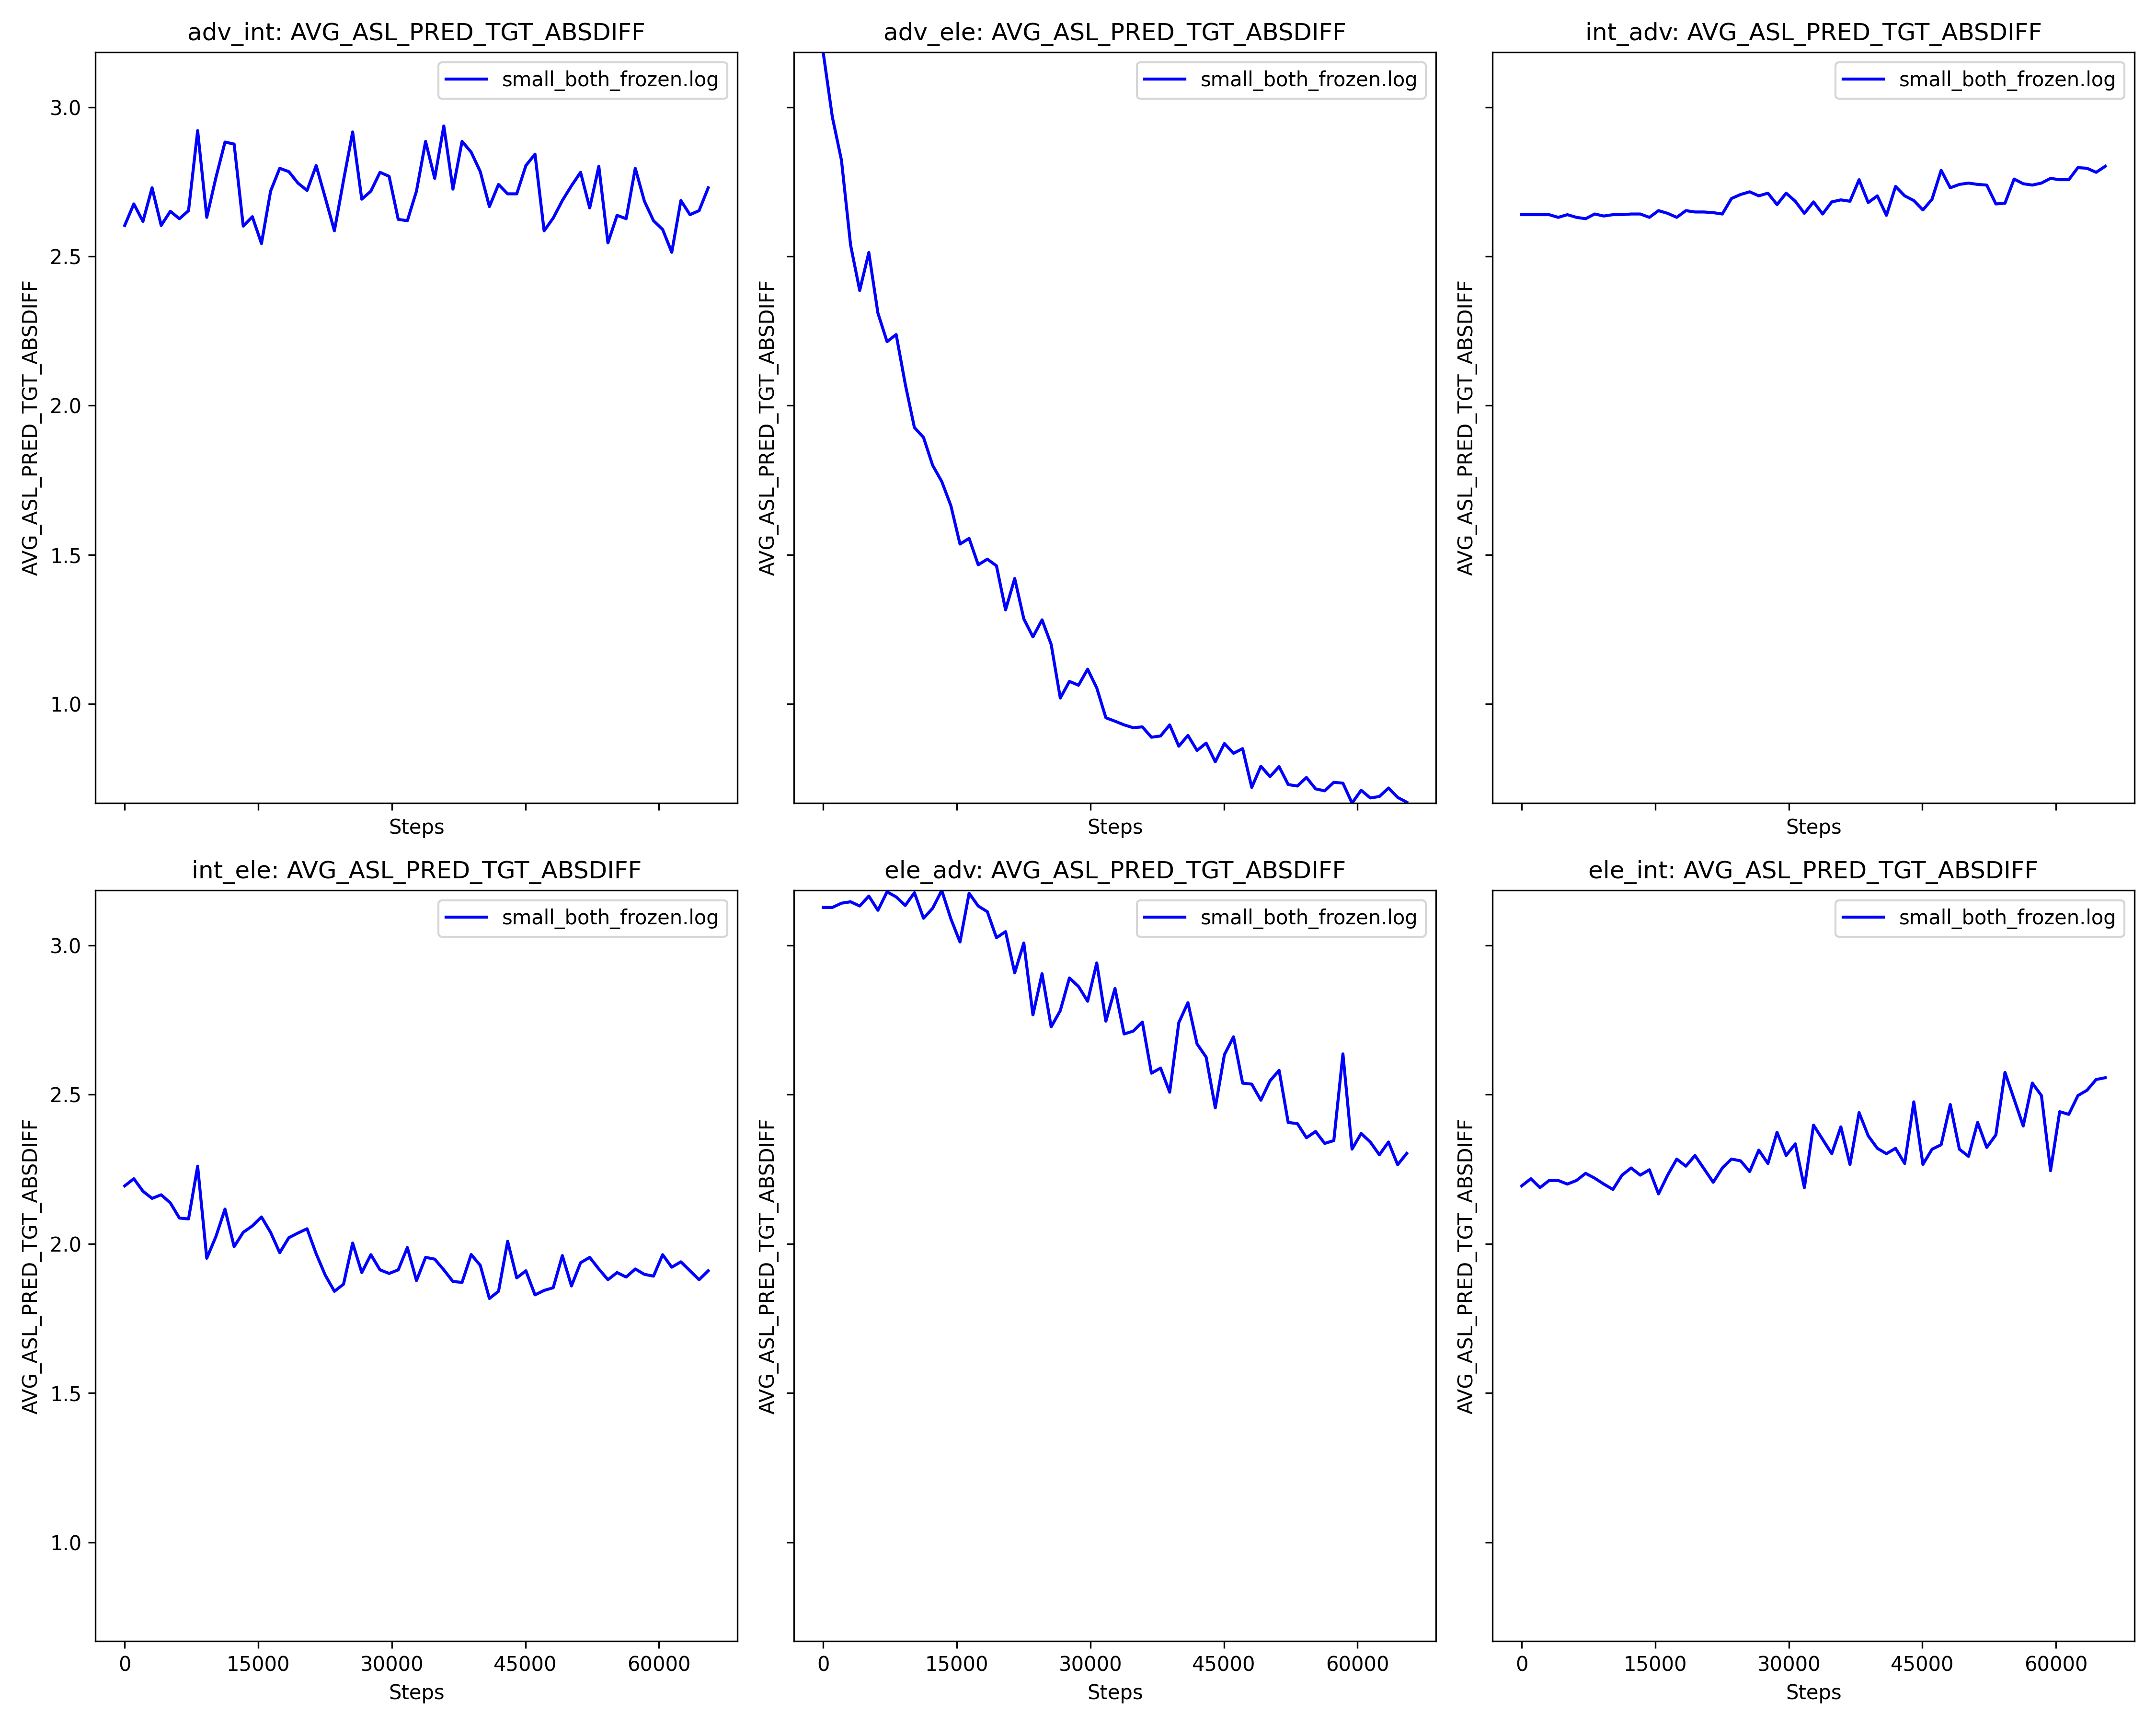 adv_int: AVG_ASL_PRED_TGT_ABSDIFF
adv_ele: AVG_ASL_PRED_TGT_ABSDIFF
int_adv: AVG_ASL_PRED_TGT_ABSDIFF
small_both_frozen.log
small_both_frozen.log
small_both_frozen.log
AVG_ASL_PRED_TGT_ABSDIFF
AVG_ASL_PRED_TGT_ABSDIFF
AVG_ASL_PRED_TGT_ABSDIFF
3.0
2.5
2.0
1.5
1.0
Steps
Steps
Steps
int_ele: AVG_ASL_PRED_TGT_ABSDIFF
ele_adv: AVG_ASL_PRED_TGT_ABSDIFF
ele_int: AVG_ASL_PRED_TGT_ABSDIFF
small_both_frozen.log
small_both_frozen.log
small_both_frozen.log
AVG_ASL_PRED_TGT_ABSDIFF
AVG_ASL_PRED_TGT_ABSDIFF
AVG_ASL_PRED_TGT_ABSDIFF
3.0
2.5
2.0
1.5
1.0
0 15000 30000 45000 60000
0 15000 30000 45000 60000
0 15000 30000 45000 60000
Steps
Steps
Steps